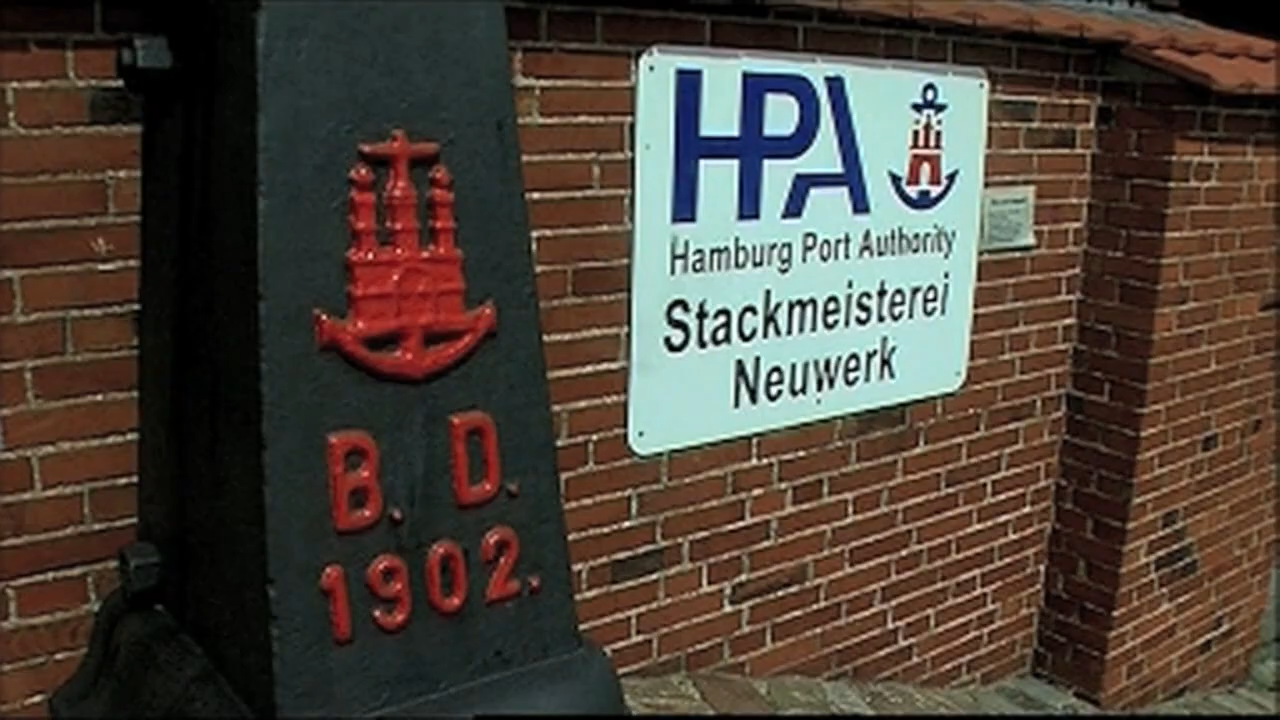 B. D.
1902.
HPA
Hamburg Port Authority
Stackmeisterei
Neuwerk